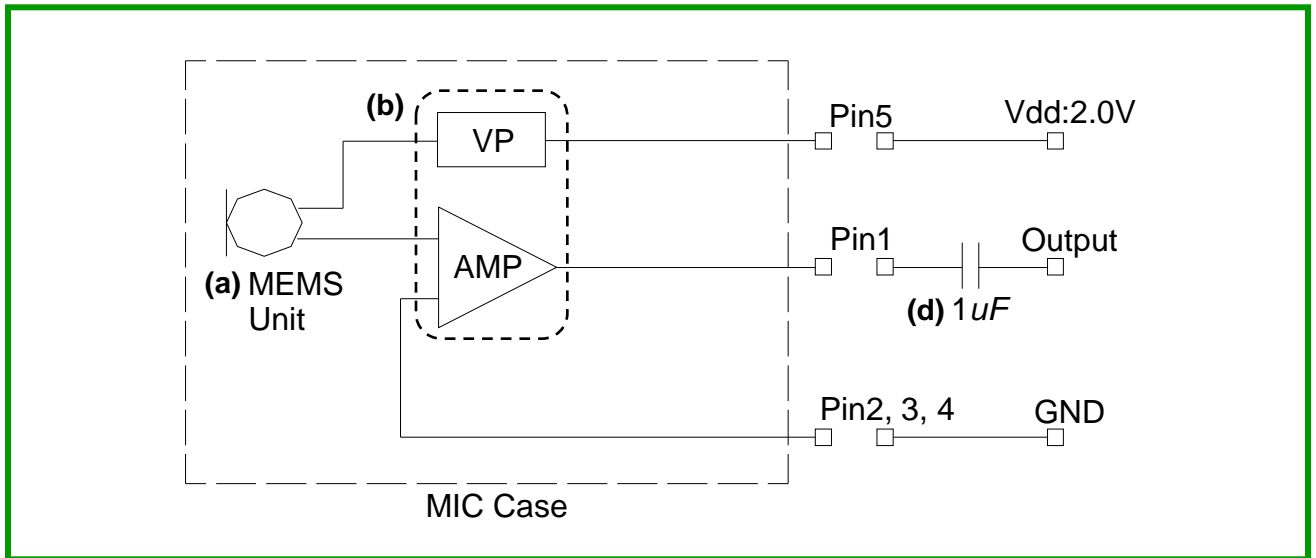 (b)
VP
Pin5
Vdd:2.0V
AMP
Pin1
Output
(a) MEMS
Unit
(d) 1uF
Pin2, 3, 4
GND
MIC Case